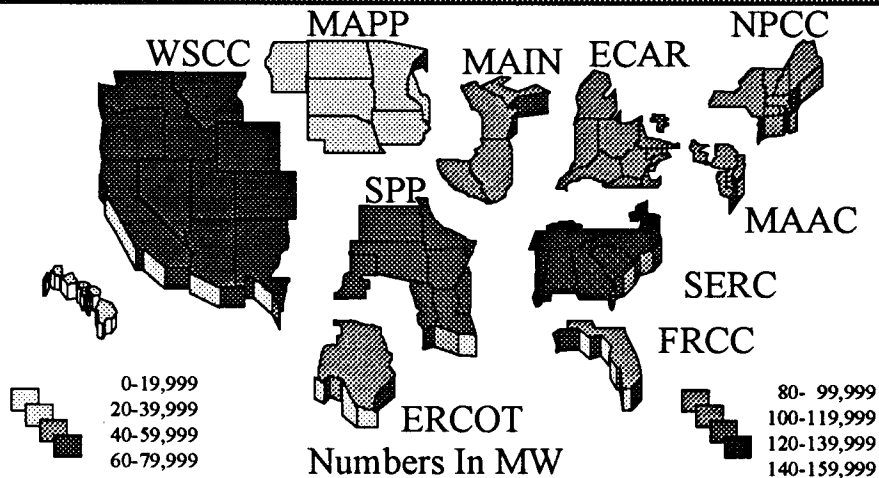 MAPP
NPCC
WSCC
MAIN
ECAR
SPP
MAAC
SERC
FRCC
ERCOT
0-19,999
20-39,999
40-59,999
60-79,999
80- 99,999
100-119,999
120-139,999
140-159,999
Numbers In MW